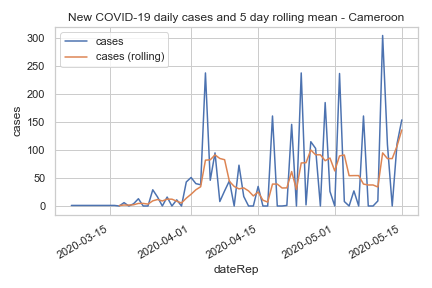 New COVID-19 daily cases and 5 day rolling mean - Cameroon
cases
cases (rolling)
300
250
200
150
100
50
0
cases
2020-03-15
2020-04-01
2020-04-15
2020-05-01
2020-05-15
dateRep